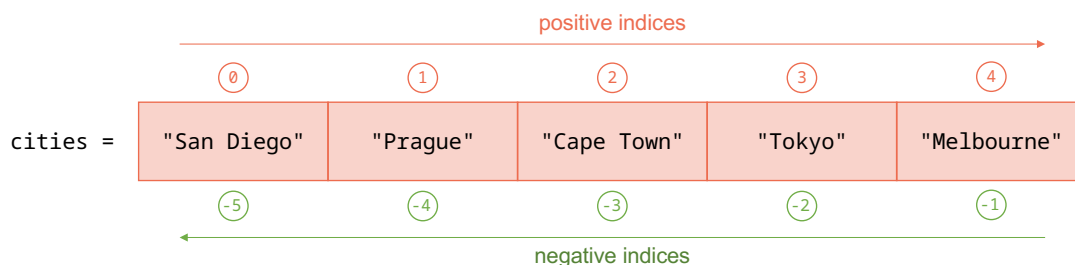 positive indices
0 1 2 3 4
cities = "San Diego" "Prague" "Cape Town" "Tokyo" "Melbourne"
-5 -4 -3 -2 -1
negative indices